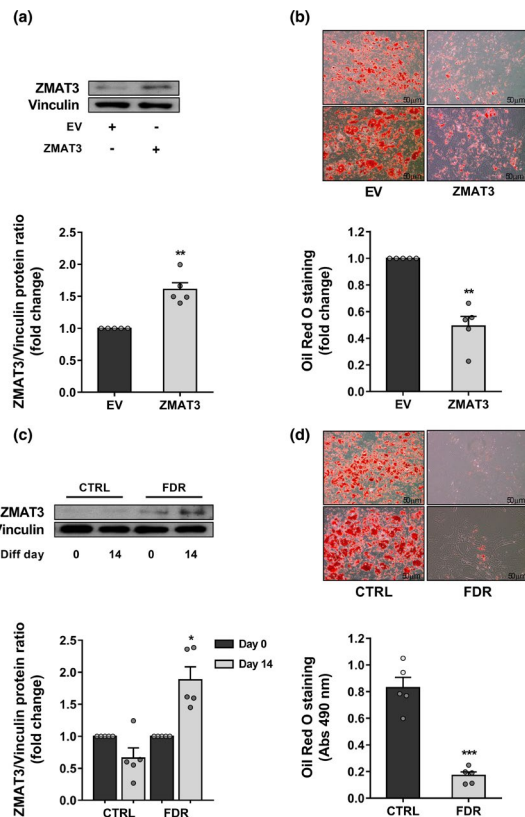 (a)
ZMAT3
Vinculin
EV + -
ZMAT3 - +
ZMAT3/Vinculin protein ratio
(fold change)
2.5
2.0
1.5
1.0
0.5
0.0
**
EV ZMAT3
(b)
50μm 50μm
50μm 50μm
EV ZMAT3
Oil Red O staining
(fold change)
1.2
1.0
0.8
0.6
0.4
0.2
0.0
**
EV ZMAT3
(c)
CTRL FDR
ZMAT3
Vinculin
Diff day 0 14 0 14
ZMAT3/Vinculin protein ratio
(fold change)
2.5
2.0
1.5
1.0
0.5
0.0
*
Day 0
Day 14
CTRL FDR
(d)
50μm 50μm
50μm 50μm
CTRL FDR
Oil Red O staining
(Abs 490 nm)
1.2
1.0
0.8
0.6
0.4
0.2
0.0
***
CTRL FDR